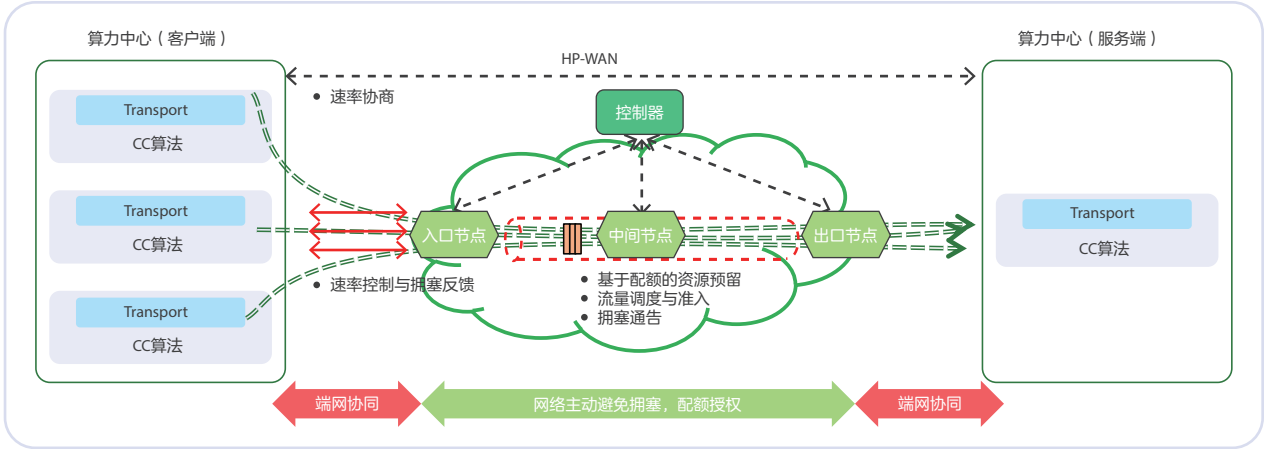 算力中心（客户端）
HP-WAN
算力中心（服务端）
• 速率协商
Transport
CC算法
Transport
CC算法
Transport
CC算法
控制器
入口节点
中间节点
出口节点
Transport
CC算法
• 速率控制与拥塞反馈
• 基于配额的资源预留
• 流量调度与准入
• 拥塞通告
端网协同
网络主动避免拥塞，配额授权
端网协同